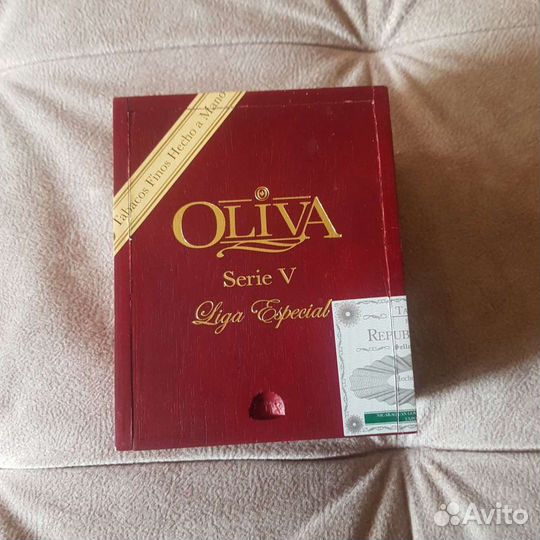 Tabacos Finos Hecho a Mano
OLIVA
Serie V
Liga Especial
REPUB
Avito